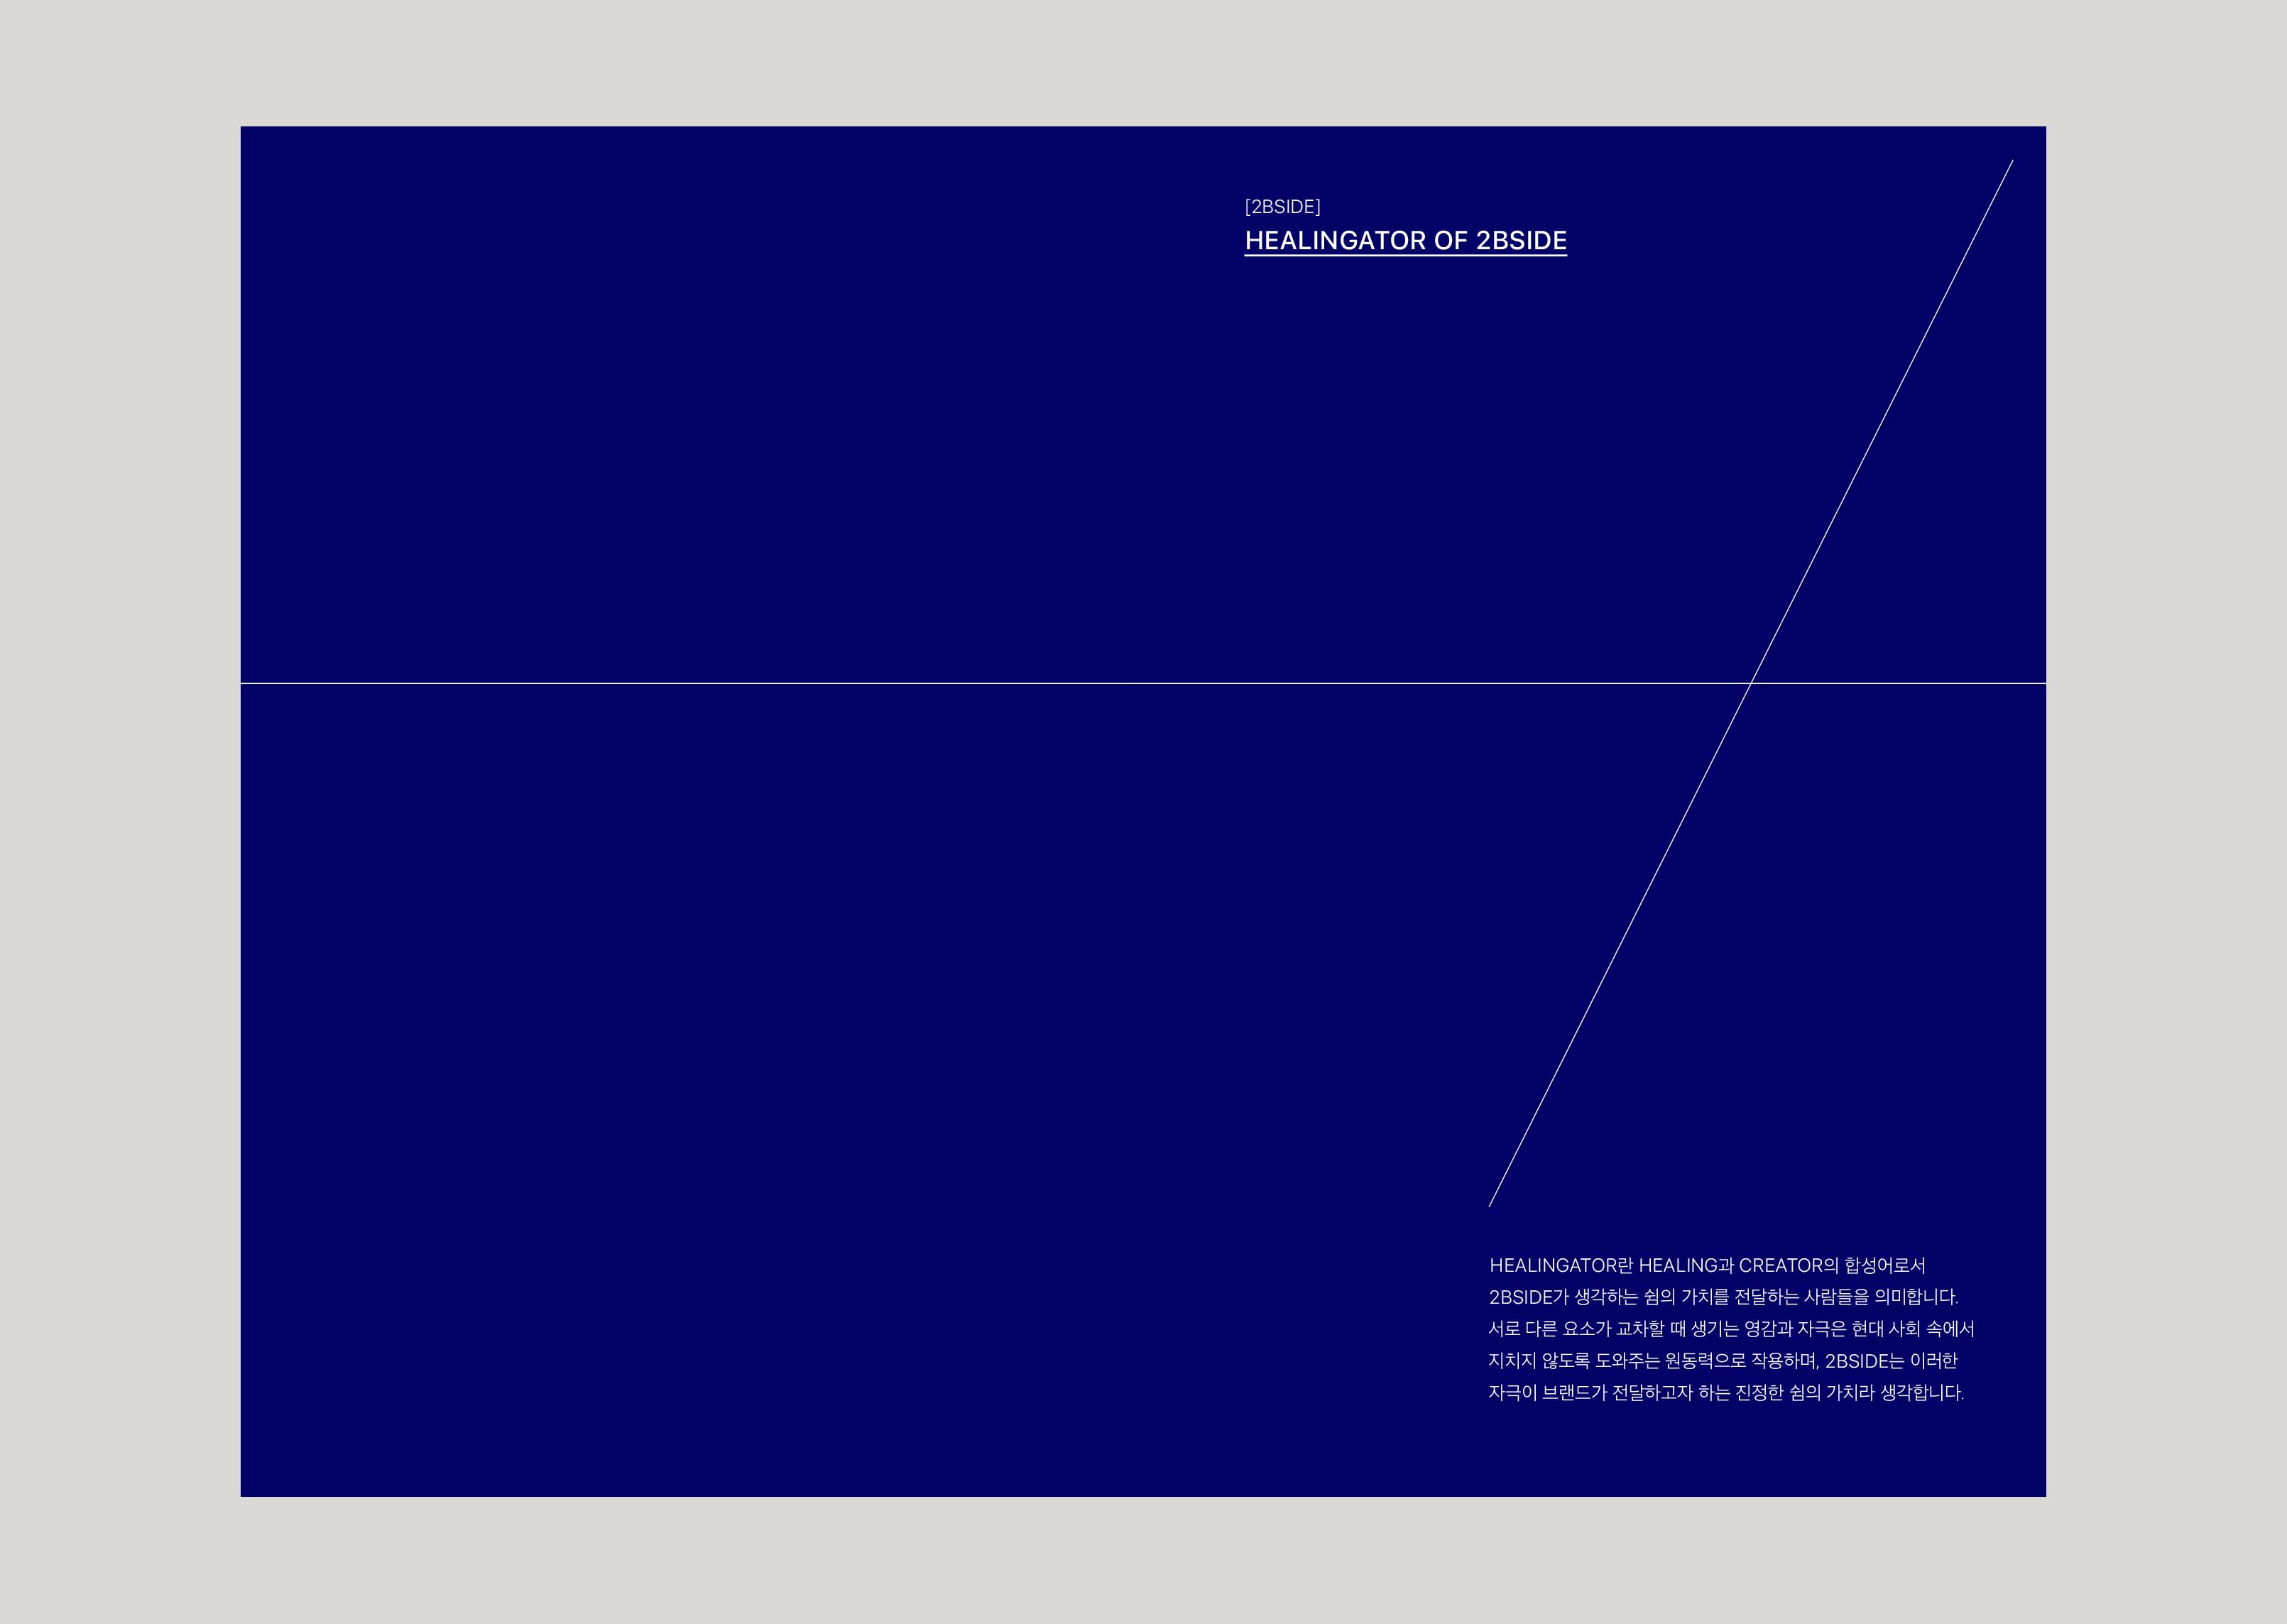 [2BSIDE]
HEALINGATOR OF 2BSIDE
HEALINGATOR란 HEALING과 CREATOR의 합성어로서
2BSIDE가 생각하는 쉼의 가치를 전달하는 사람들을 의미합니다.
서로 다른 요소가 교차할 때 생기는 영감과 자극은 현대 사회 속에서
지치지 않도록 도와주는 원동력으로 작용하며, 2BSIDE는 이러한
자극이 브랜드가 전달하고자 하는 진정한 쉼의 가치라 생각합니다.